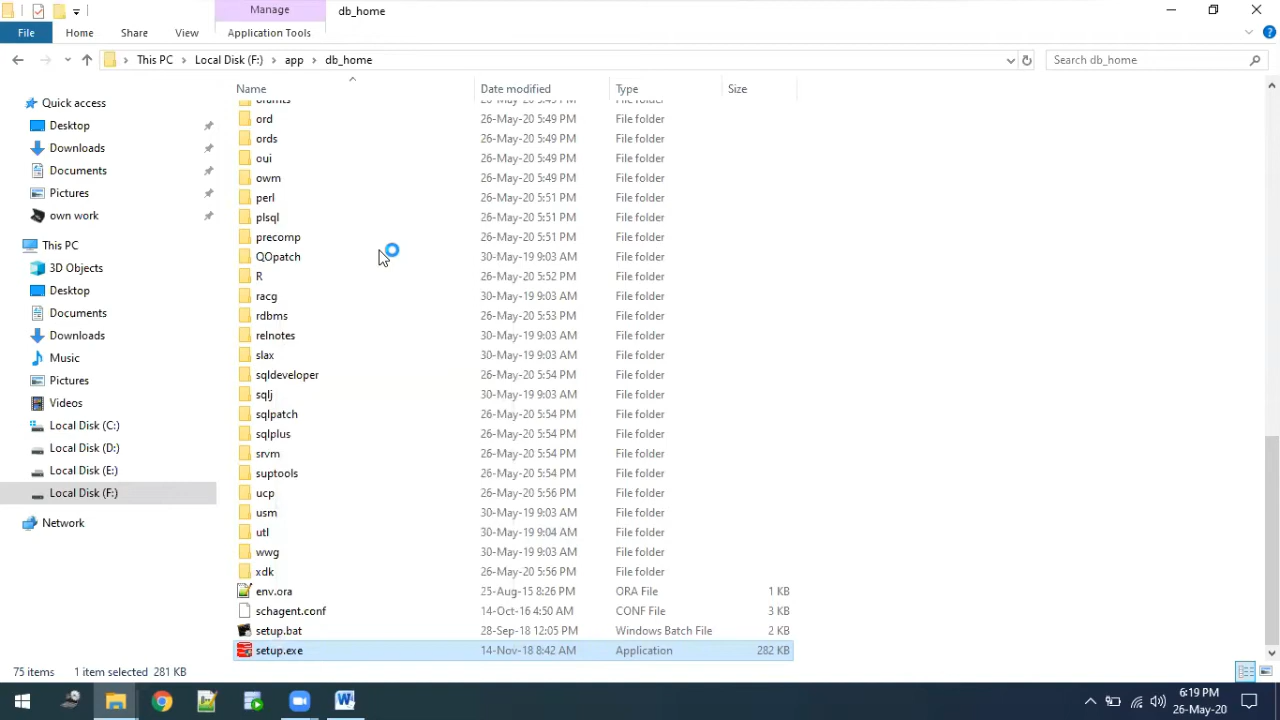 Manage
db_home
File
Home
Share
View
Application Tools
This PC
Local Disk (F:)
app
db_home
Search db_home
Name
Date modified
Type
Size
Quick access
Desktop
Downloads
Documents
Pictures
own work
This PC
3D Objects
Desktop
Documents
Downloads
Music
Pictures
Videos
Local Disk (C:)
Local Disk (D:)
Local Disk (E:)
Local Disk (F:)
Network
ord 26-May-20 5:49 PM File folder
ords 26-May-20 5:49 PM File folder
oui 26-May-20 5:49 PM File folder
owm 26-May-20 5:49 PM File folder
perl 26-May-20 5:51 PM File folder
plsql 26-May-20 5:51 PM File folder
precomp 26-May-20 5:51 PM File folder
QOpatch 30-May-19 9:03 AM File folder
R 26-May-20 5:52 PM File folder
racg 30-May-19 9:03 AM File folder
rdbms 26-May-20 5:53 PM File folder
relnotes 30-May-19 9:03 AM File folder
slax 30-May-19 9:03 AM File folder
sqldeveloper 26-May-20 5:54 PM File folder
sqlj 30-May-19 9:03 AM File folder
sqlpatch 26-May-20 5:54 PM File folder
sqlplus 26-May-20 5:54 PM File folder
srvm 26-May-20 5:54 PM File folder
suptools 26-May-20 5:54 PM File folder
ucp 26-May-20 5:56 PM File folder
usm 30-May-19 9:03 AM File folder
utl 30-May-19 9:04 AM File folder
wwg 30-May-19 9:03 AM File folder
xdk 26-May-20 5:56 PM File folder
env.ora 25-Aug-15 8:26 PM ORA File 1 KB
schagent.conf 14-Oct-16 4:50 AM CONF File 3 KB
setup.bat 28-Sep-18 12:05 PM Windows Batch File 2 KB
setup.exe 14-Nov-18 8:42 AM Application 282 KB
75 items 1 item selected 281 KB
6:19 PM
26-May-20